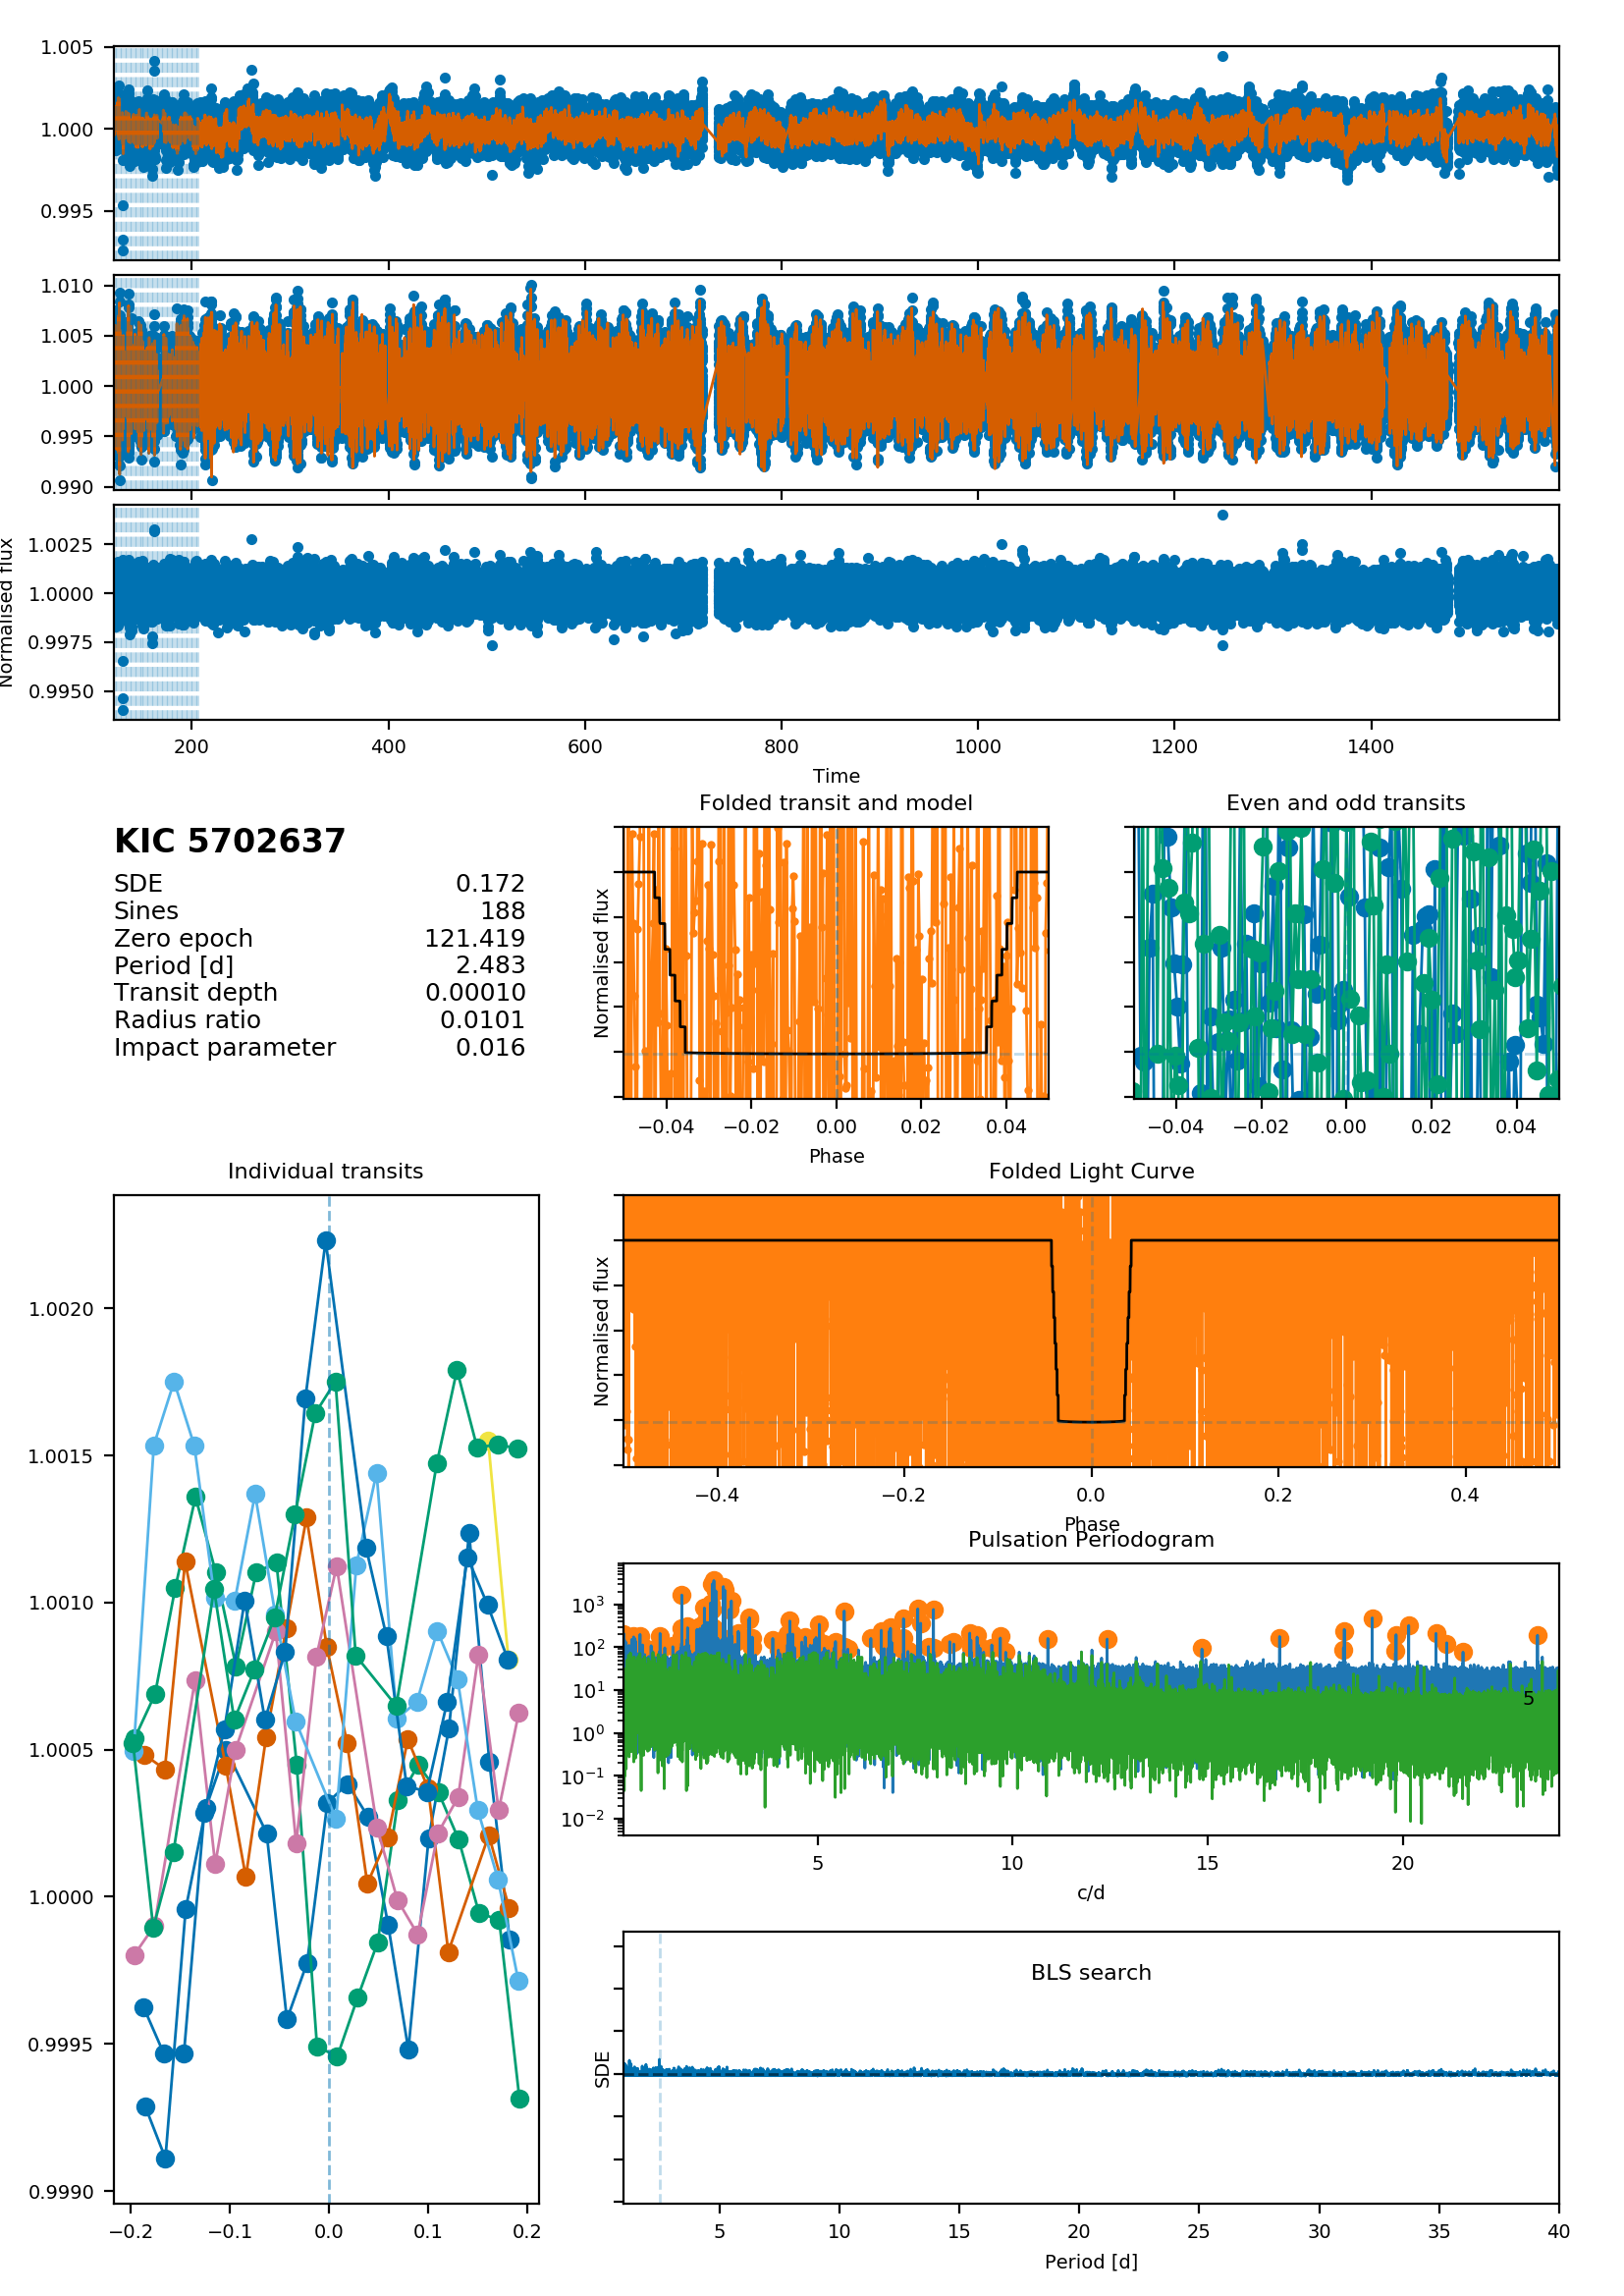 1.005
1.000
0.995
1.010
1.005
1.000
0.995
0.990
1.0025
1.0000
0.9975
0.9950
Normalised flux
200 400 600 800 1000 1200 1400
Time
KIC 5702637
SDE 0.172
Sines 188
Zero epoch 121.419
Period [d] 2.483
Transit depth 0.00010
Radius ratio 0.0101
Impact parameter 0.016
Folded transit and model
Normalised flux
−0.04 −0.02 0.00 0.02 0.04
Phase
Even and odd transits
−0.04 −0.02 0.00 0.02 0.04
Individual transits
1.0020
1.0015
1.0010
1.0005
1.0000
0.9995
0.9990
−0.2 −0.1 0.0 0.1 0.2
Folded Light Curve
Normalised flux
−0.4 −0.2 0.0 0.2 0.4
Phase
Pulsation Periodogram
10³
10²
10¹
10⁰
10⁻¹
10⁻²
5
5 10 15 20
c/d
BLS search
SDE
5 10 15 20 25 30 35 40
Period [d]